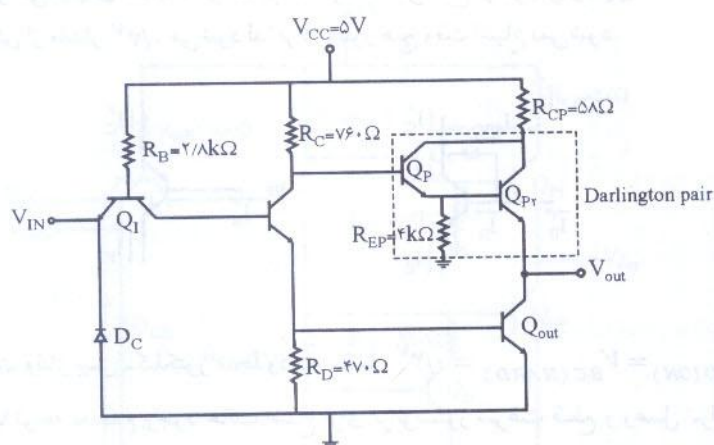 V_CC=۵V
R_B=۲/۸kΩ
R_C=۷۶۰Ω
R_CP=۵۸Ω
Q_P
Q_P۲
Darlington pair
V_IN
Q_I
R_EP=۴kΩ
V_out
D_C
R_D=۴۷۰Ω
Q_out